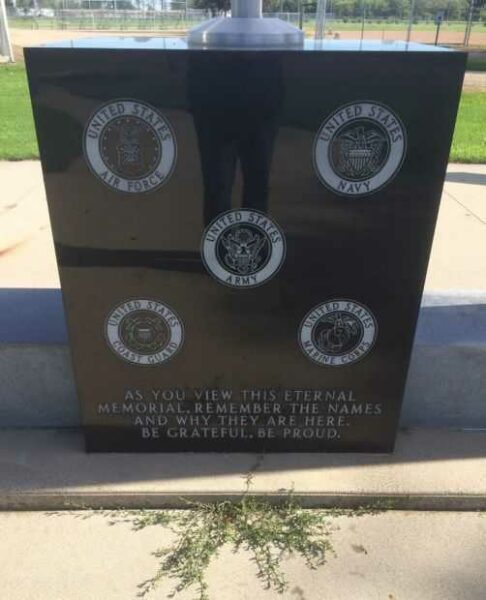 UNITED STATES
AIR FORCE
UNITED STATES
NAVY
UNITED STATES
ARMY
UNITED STATES
COAST GUARD
UNITED STATES
MARINE CORPS
AS YOU VIEW THIS ETERNAL
MEMORIAL, REMEMBER THE NAMES
AND WHY THEY ARE HERE.
BE GRATEFUL, BE PROUD.